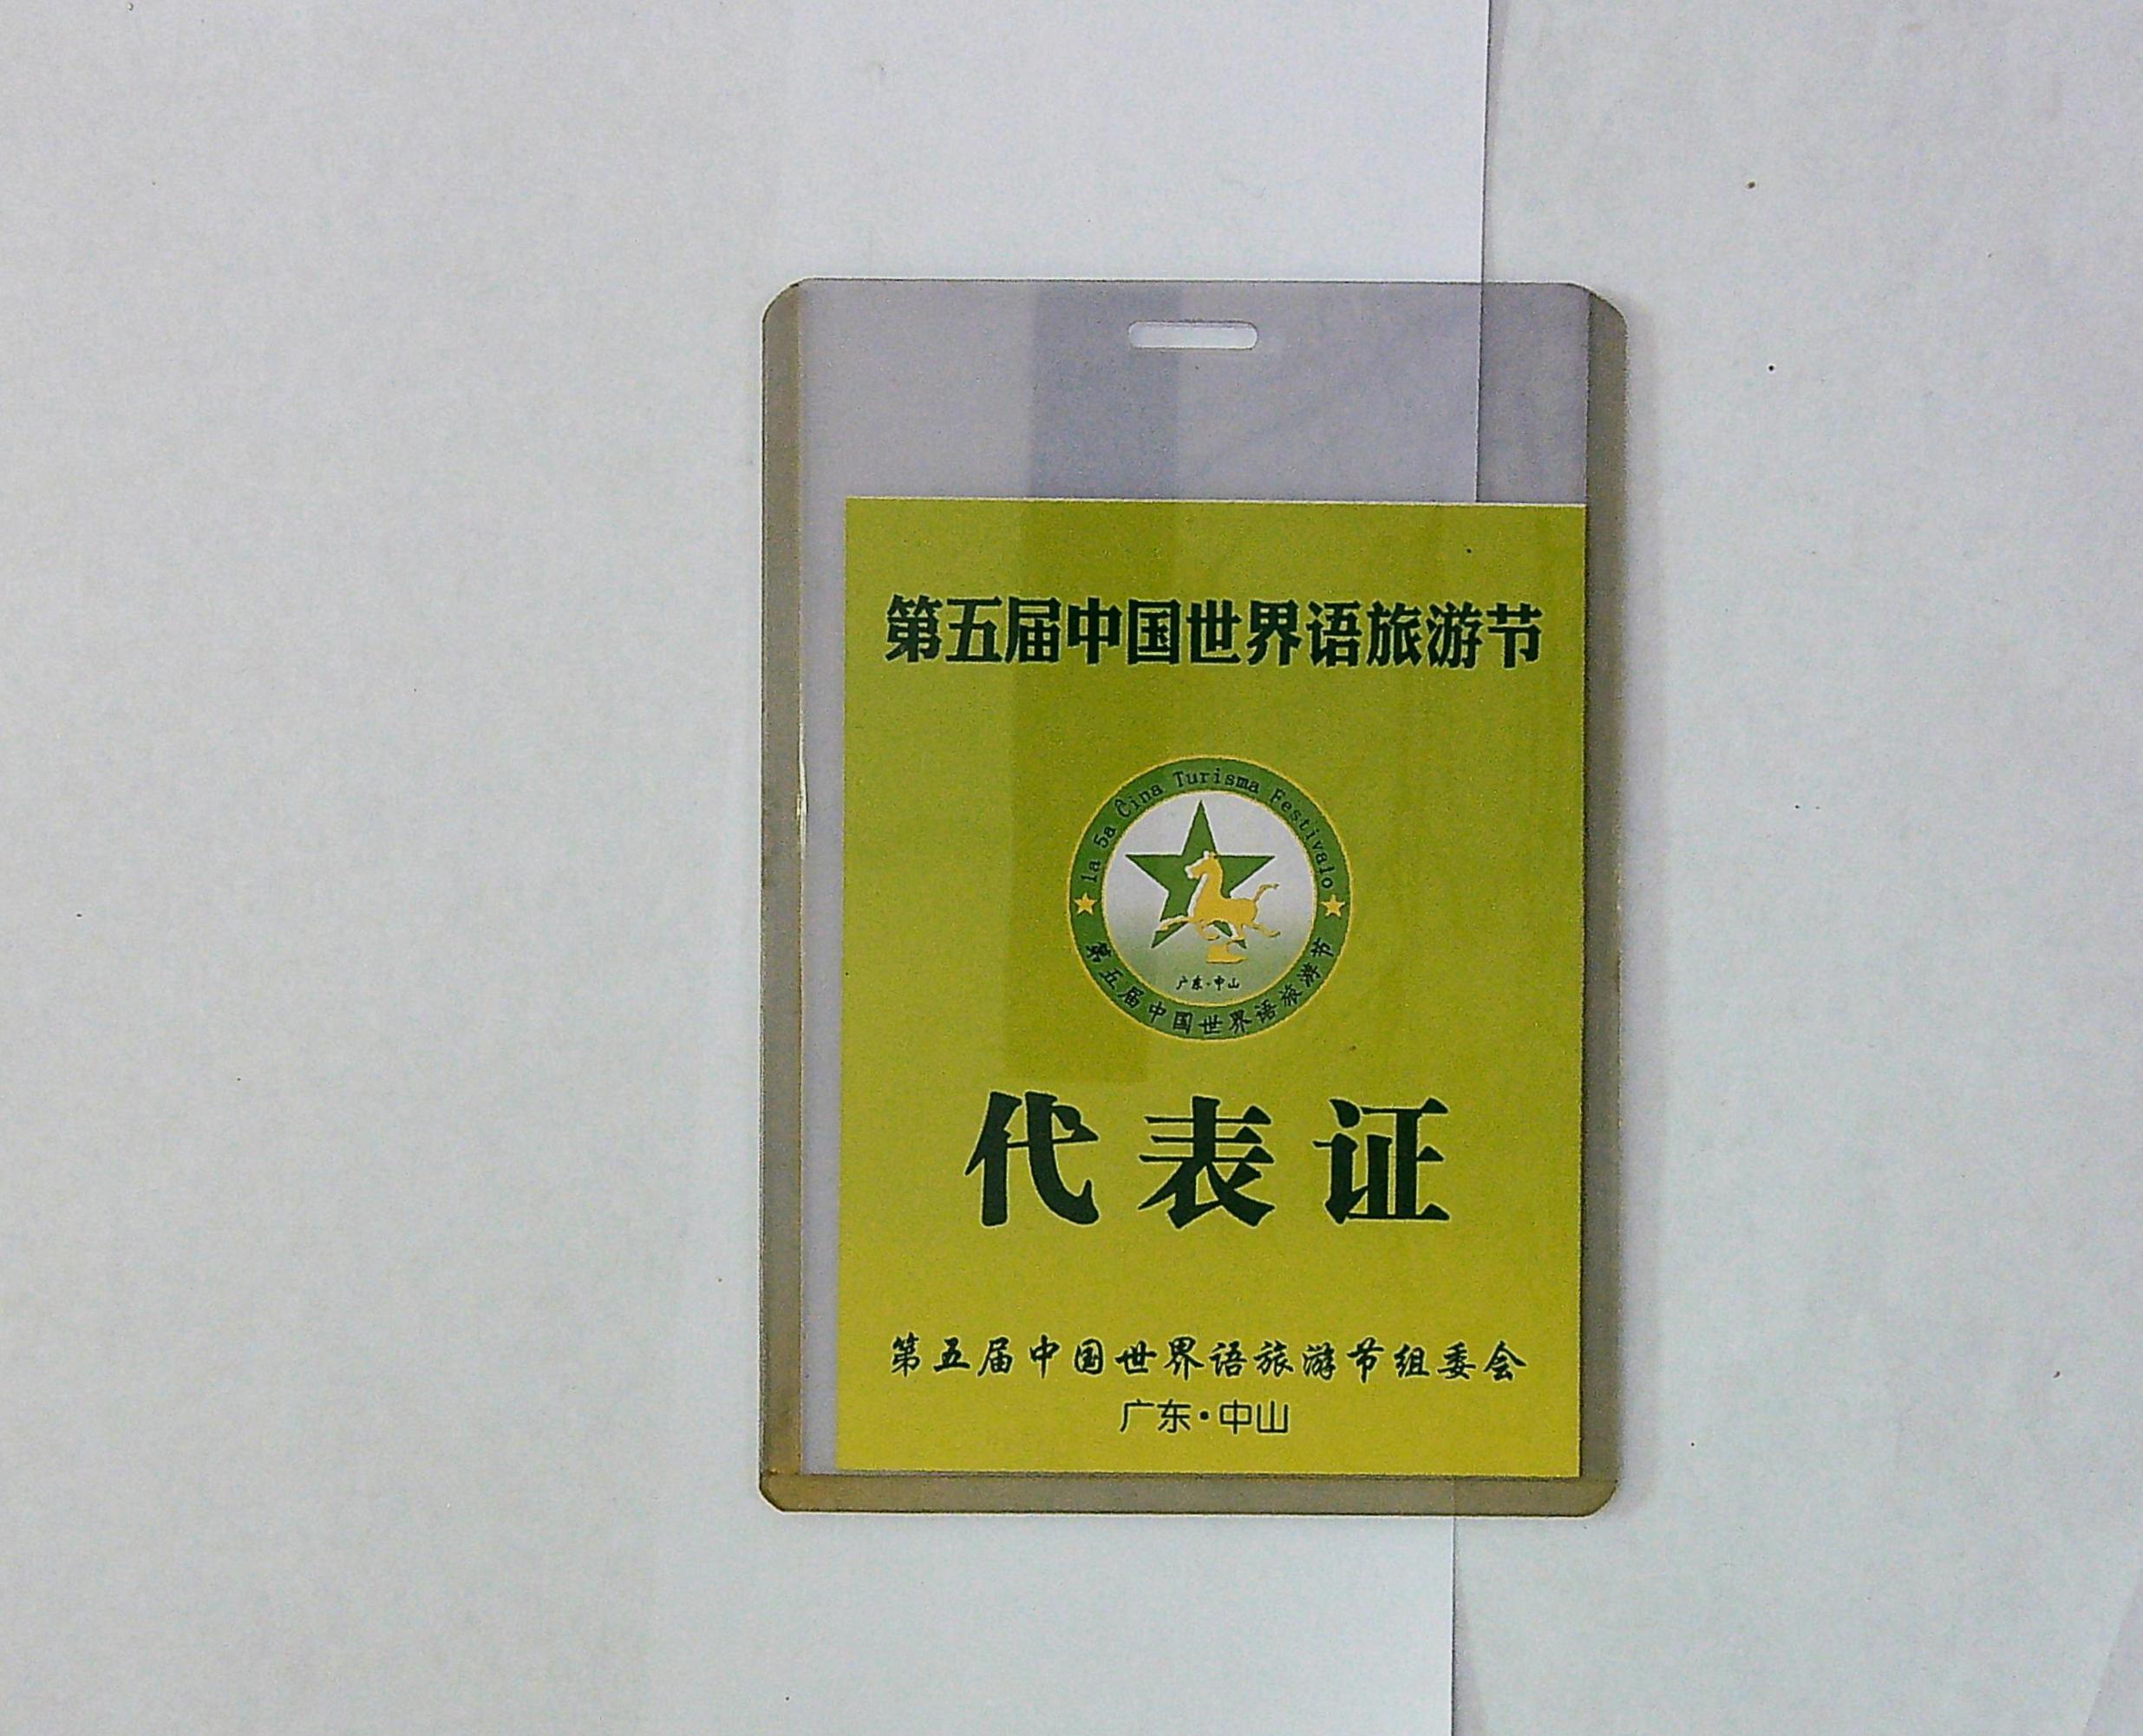 第五届中国世界语旅游节
la 5a Ĉina Turisma Festivalo
广东·中山
第五届中国世界语旅游节
代表证
第五届中国世界语旅游节组委会
广东·中山